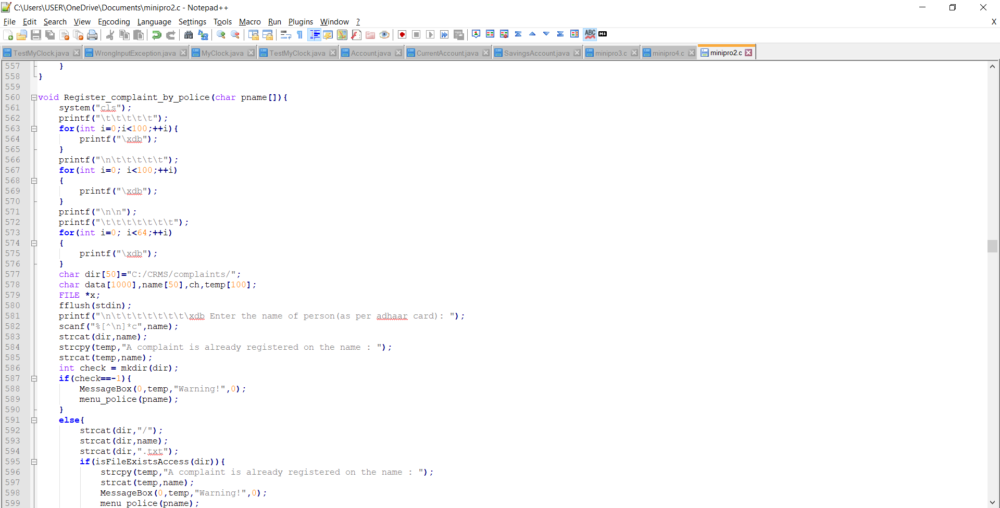 C:\Users\USER\OneDrive\Documents\minipro2.c - Notepad++
File Edit Search View Encoding Language Settings Tools Macro Run Plugins Window ? X
TestMyClock.java WrongInputException.java MyClock.java TestMyClock.java Account.java CurrentAccount.java SavingsAccount.java minipro3.c minipro4.c minipro2.c
557 }
558 }
559
560 void Register_complaint_by_police(char pname[]){
561 system("cls");
562 printf("\t\t\t\t\t");
563 for(int i=0;i<100;++i){
564 printf("\xdb");
565 }
566 printf("\n\t\t\t\t\t");
567 for(int i=0; i<100;++i)
568 {
569 printf("\xdb");
570 }
571 printf("\n\n");
572 printf("\t\t\t\t\t\t\t");
573 for(int i=0; i<64;++i)
574 {
575 printf("\xdb");
576 }
577 char dir[50]="C:/CRMS/complaints/";
578 char data[1000],name[50],ch,temp[100];
579 FILE *x;
580 fflush(stdin);
581 printf("\n\t\t\t\t\t\t\t\xdb Enter the name of person(as per adhaar card): ");
582 scanf("%[^\n]*c",name);
583 strcat(dir,name);
584 strcpy(temp,"A complaint is already registered on the name : ");
585 strcat(temp,name);
586 int check = mkdir(dir);
587 if(check==-1){
588 MessageBox(0,temp,"Warning!",0);
589 menu_police(pname);
590 }
591 else{
592 strcat(dir,"/");
593 strcat(dir,name);
594 strcat(dir,".txt");
595 if(isFileExistsAccess(dir)){
596 strcpy(temp,"A complaint is already registered on the name : ");
597 strcat(temp,name);
598 MessageBox(0,temp,"Warning!",0);
599 menu_police(pname);